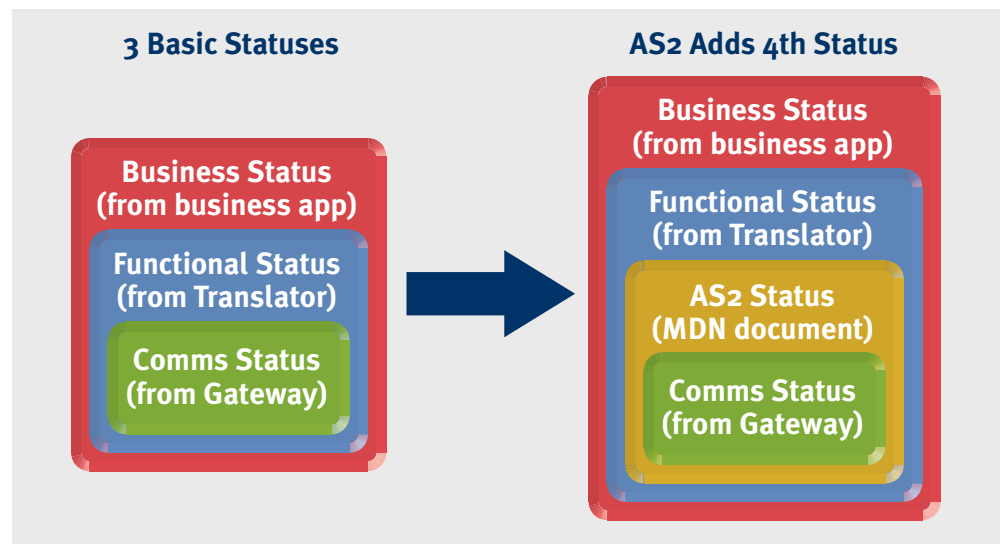 3 Basic Statuses
Business Status
(from business app)
Functional Status
(from Translator)
Comms Status
(from Gateway)
AS2 Adds 4th Status
Business Status
(from business app)
Functional Status
(from Translator)
AS2 Status
(MDN document)
Comms Status
(from Gateway)